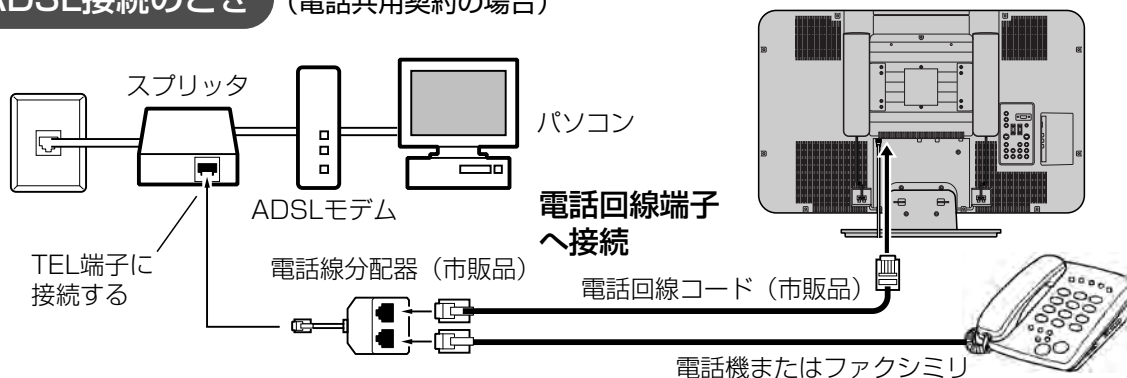 ADSL接続のとき （電話共用契約の場合）
スプリッタ
パソコン
ADSLモデム
電話回線端子
へ接続
TEL端子に
接続する
電話線分配器（市販品）
電話回線コード（市販品）
電話機またはファクシミリ